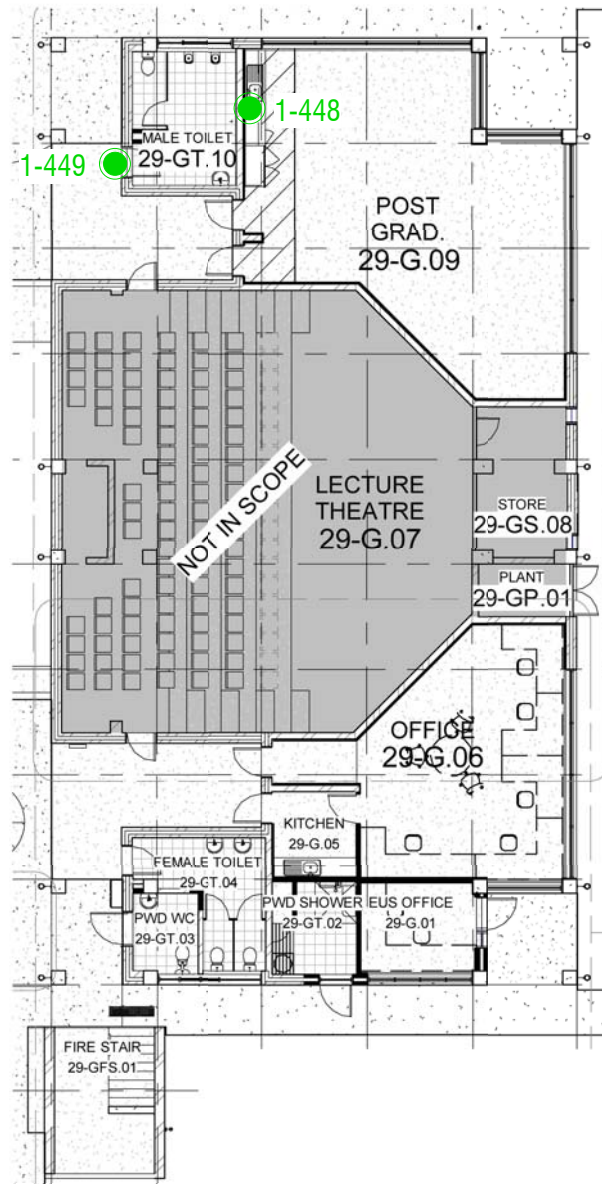 1-448
MALE TOILET
29-GT.10
1-449
POST
GRAD.
29-G.09
NOT IN SCOPE
LECTURE
THEATRE
29-G.07
STORE
29-GS.08
PLANT
29-GP.01
OFFICE
29-G.06
KITCHEN
29-G.05
FEMALE TOILET
29-GT.04
PWD WC
29-GT.03
PWD SHOWER
29-GT.02
EUS OFFICE
29-G.01
FIRE STAIR
29-GFS.01